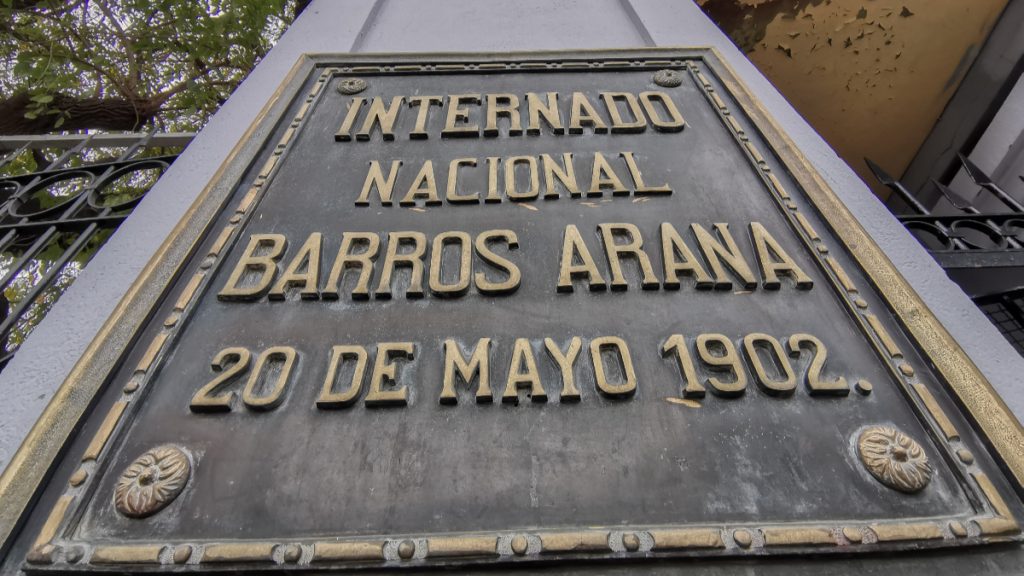 INTERNADO
NACIONAL
BARROS ARANA
20 DE MAYO 1902.